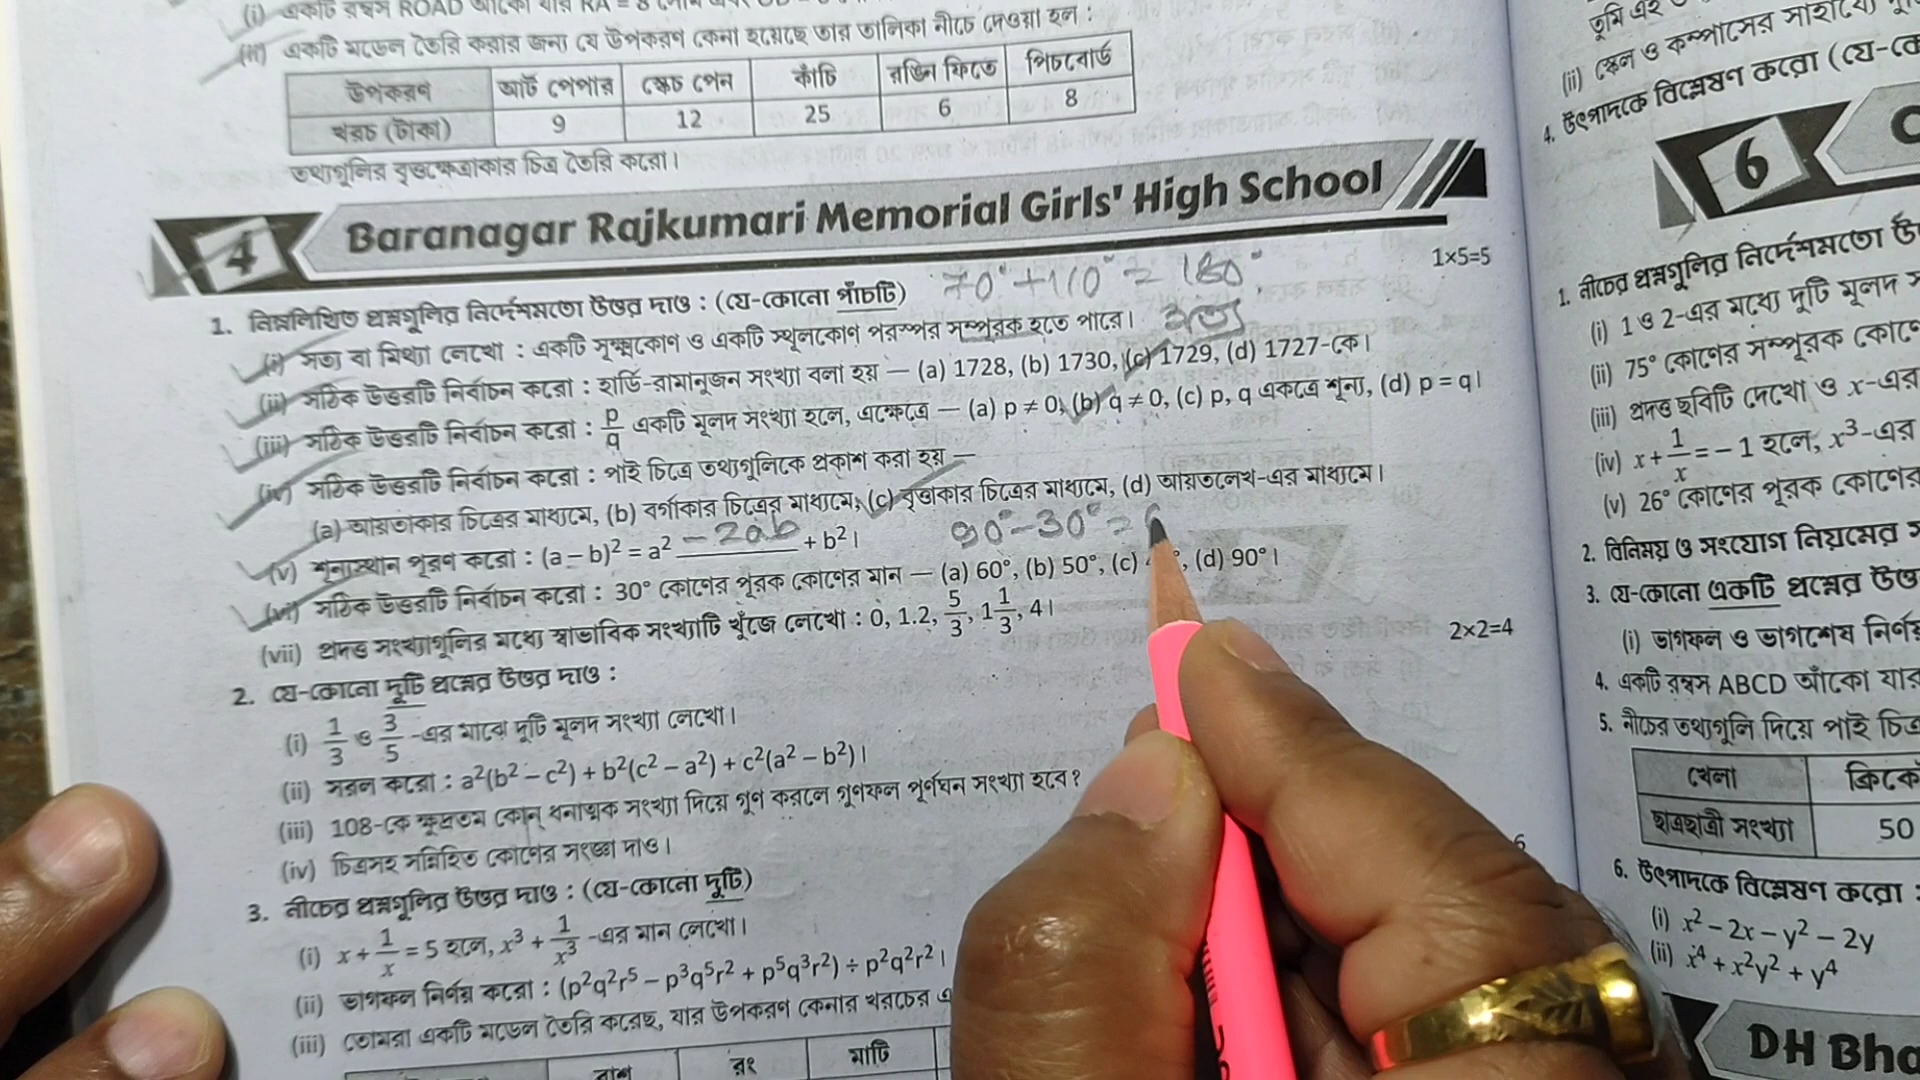 (i) একটি রম্বস ROAD আঁকো যার RA = 8
(ii) একটি মডেল তৈরি করার জন্য যে উপকরণ কেনা হয়েছে তার তালিকা নীচে দেওয়া হল :
উপকরণ আর্ট পেপার স্কেচ পেন কাঁচি রঙিন ফিতে পিচবোর্ড
খরচ (টাকা) 9 12 25 6 8
তথ্যগুলির বৃত্তক্ষেত্রাকার চিত্র তৈরি করো।
4 Baranagar Rajkumari Memorial Girls' High School
70° + 110° = 180°
1. নিম্নলিখিত প্রশ্নগুলির নির্দেশমতো উত্তর দাও : (যে-কোনো পাঁচটি) 1×5=5
(i) সত্য বা মিথ্যা লেখো : একটি সূক্ষ্মকোণ ও একটি স্থূলকোণ পরস্পর সম্পূরক হতে পারে। সত্য
(ii) সঠিক উত্তরটি নির্বাচন করো : হার্ডি-রামানুজন সংখ্যা বলা হয় — (a) 1728, (b) 1730, (c) 1729, (d) 1727-কে।
(iii) সঠিক উত্তরটি নির্বাচন করো : p/q একটি মূলদ সংখ্যা হলে, এক্ষেত্রে — (a) p ≠ 0, (b) q ≠ 0, (c) p, q একত্রে শূন্য, (d) p = q।
(iv) সঠিক উত্তরটি নির্বাচন করো : পাই চিত্রে তথ্যগুলিকে প্রকাশ করা হয় —
(a) আয়তাকার চিত্রের মাধ্যমে, (b) বর্গাকার চিত্রের মাধ্যমে, (c) বৃত্তাকার চিত্রের মাধ্যমে, (d) আয়তলেখ-এর মাধ্যমে।
(v) শূন্যস্থান পূরণ করো : (a – b)² = a² – 2ab + b²।
90° – 30° =
(vi) সঠিক উত্তরটি নির্বাচন করো : 30° কোণের পূরক কোণের মান — (a) 60°, (b) 50°, (c) °, (d) 90°।
(vii) প্রদত্ত সংখ্যাগুলির মধ্যে স্বাভাবিক সংখ্যাটি খুঁজে লেখো : 0, 1.2, 5/3, 1 1/3, 4।
2. যে-কোনো দুটি প্রশ্নের উত্তর দাও : 2×2=4
(i) 1/3 ও 3/5 -এর মাঝে দুটি মূলদ সংখ্যা লেখো।
(ii) সরল করো : a²(b² – c²) + b²(c² – a²) + c²(a² – b²)।
(iii) 108-কে ক্ষুদ্রতম কোন্ ধনাত্মক সংখ্যা দিয়ে গুণ করলে গুণফল পূর্ণঘন সংখ্যা হবে?
(iv) চিত্রসহ সন্নিহিত কোণের সংজ্ঞা দাও।
3. নীচের প্রশ্নগুলির উত্তর দাও : (যে-কোনো দুটি)
(i) x + 1/x = 5 হলে, x³ + 1/x³ -এর মান লেখো।
(ii) ভাগফল নির্ণয় করো : (p²q²r⁵ – p³q⁵r² + p⁵q³r²) ÷ p²q²r²।
(iii) তোমরা একটি মডেল তৈরি করেছ, যার উপকরণ কেনার খরচের
বাঁশ রং মাটি
তুমি এই
(ii) স্কেল ও কম্পাসের সাহায্যে
4. উৎপাদকে বিশ্লেষণ করো (যে-কো
6
1. নীচের প্রশ্নগুলির নির্দেশমতো উ
(i) 1 ও 2-এর মধ্যে দুটি মূলদ স
(ii) 75° কোণের সম্পূরক কোণে
(iii) প্রদত্ত ছবিটি দেখো ও x-এর
(iv) x + 1/x = – 1 হলে, x³-এর
(v) 26° কোণের পূরক কোণের
2. বিনিময় ও সংযোগ নিয়মের স
3. যে-কোনো একটি প্রশ্নের উত্ত
(i) ভাগফল ও ভাগশেষ নির্ণয়
4. একটি রম্বস ABCD আঁকো যার
5. নীচের তথ্যগুলি দিয়ে পাই চিত্র
খেলা ক্রিকে
ছাত্রছাত্রী সংখ্যা 50
6. উৎপাদকে বিশ্লেষণ করো :
(i) x² – 2x – y² – 2y
(ii) x⁴ + x²y² + y⁴
DH Bha